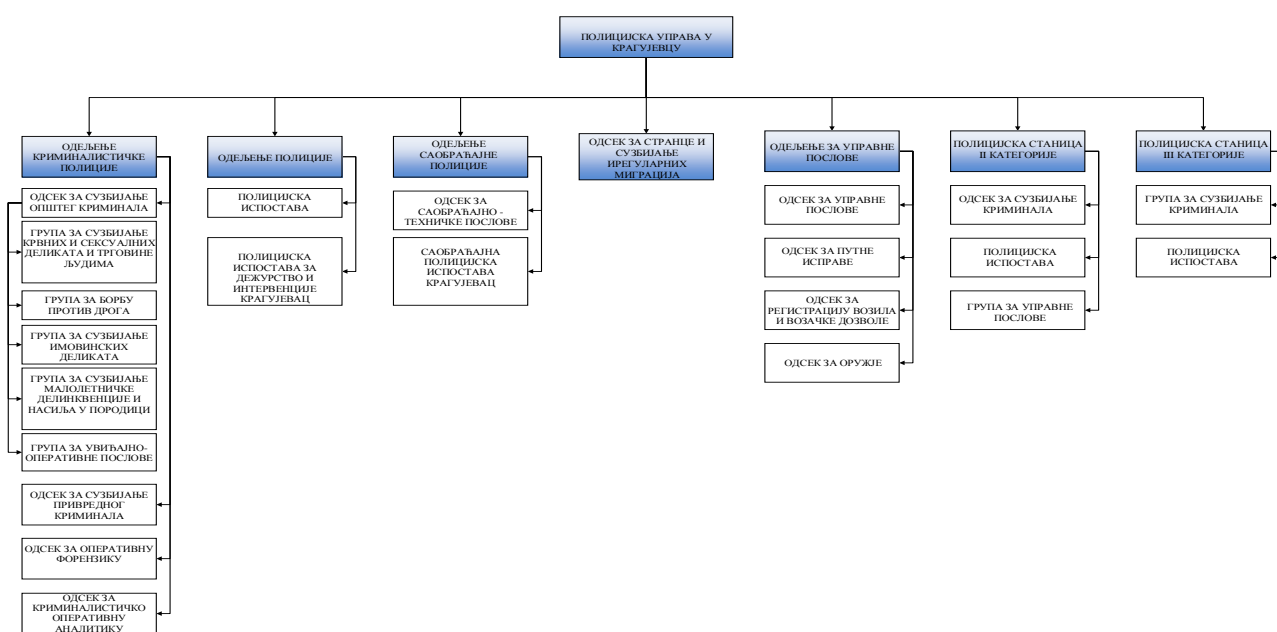 ПОЛИЦИЈСКА УПРАВА У
КРАГУЈЕВЦУ
ОДЕЉЕЊЕ
КРИМИНАЛИСТИЧКЕ
ПОЛИЦИЈЕ
ОДСЕК ЗА СУЗБИЈАЊЕ
ОПШТЕГ КРИМИНАЛА
ГРУПА ЗА СУЗБИЈАЊЕ
КРВНИХ И СЕКСУАЛНИХ
ДЕЛИКАТА И ТРГОВИНЕ
ЉУДИМА
ГРУПА ЗА БОРБУ
ПРОТИВ ДРОГА
ГРУПА ЗА СУЗБИЈАЊЕ
ИМОВИНСКИХ
ДЕЛИКАТА
ГРУПА ЗА СУЗБИЈАЊЕ
МАЛОЛЕТНИЧКЕ
ДЕЛИНКВЕНЦИЈЕ И
НАСИЉА У ПОРОДИЦИ
ГРУПА ЗА УВИЂАЈНО-
ОПЕРАТИВНЕ ПОСЛОВЕ
ОДСЕК ЗА СУЗБИЈАЊЕ
ПРИВРЕДНОГ
КРИМИНАЛА
ОДСЕК ЗА ОПЕРАТИВНУ
ФОРЕНЗИКУ
ОДСЕК ЗА
КРИМИНАЛИСТИЧКО
ОПЕРАТИВНУ
АНАЛИТИКУ
ОДЕЉЕЊЕ ПОЛИЦИЈЕ
ПОЛИЦИЈСКА
ИСПОСТАВА
ПОЛИЦИЈСКА
ИСПОСТАВА ЗА
ДЕЖУРСТВО И
ИНТЕРВЕНЦИЈЕ
КРАГУЈЕВАЦ
ОДЕЉЕЊЕ
САОБРАЋАЈНЕ
ПОЛИЦИЈЕ
ОДСЕК ЗА
САОБРАЋАЈНО -
ТЕХНИЧКЕ ПОСЛОВЕ
САОБРАЋАЈНА
ПОЛИЦИЈСКА
ИСПОСТАВА
КРАГУЈЕВАЦ
ОДСЕК ЗА СТРАНЦЕ И
СУЗБИЈАЊЕ
ИРЕГУЛАРНИХ
МИГРАЦИЈА
ОДЕЉЕЊЕ ЗА УПРАВНЕ
ПОСЛОВЕ
ОДСЕК ЗА УПРАВНЕ
ПОСЛОВЕ
ОДСЕК ЗА ПУТНЕ
ИСПРАВЕ
ОДСЕК ЗА
РЕГИСТРАЦИЈУ ВОЗИЛА
И ВОЗАЧКЕ ДОЗВОЛЕ
ОДСЕК ЗА ОРУЖЈЕ
ПОЛИЦИЈСКА СТАНИЦА
II КАТЕГОРИЈЕ
ОДСЕК ЗА СУЗБИЈАЊЕ
КРИМИНАЛА
ПОЛИЦИЈСКА
ИСПОСТАВА
ГРУПА ЗА УПРАВНЕ
ПОСЛОВЕ
ПОЛИЦИЈСКА СТАНИЦА
III КАТЕГОРИЈЕ
ГРУПА ЗА СУЗБИЈАЊЕ
КРИМИНАЛА
ПОЛИЦИЈСКА
ИСПОСТАВА